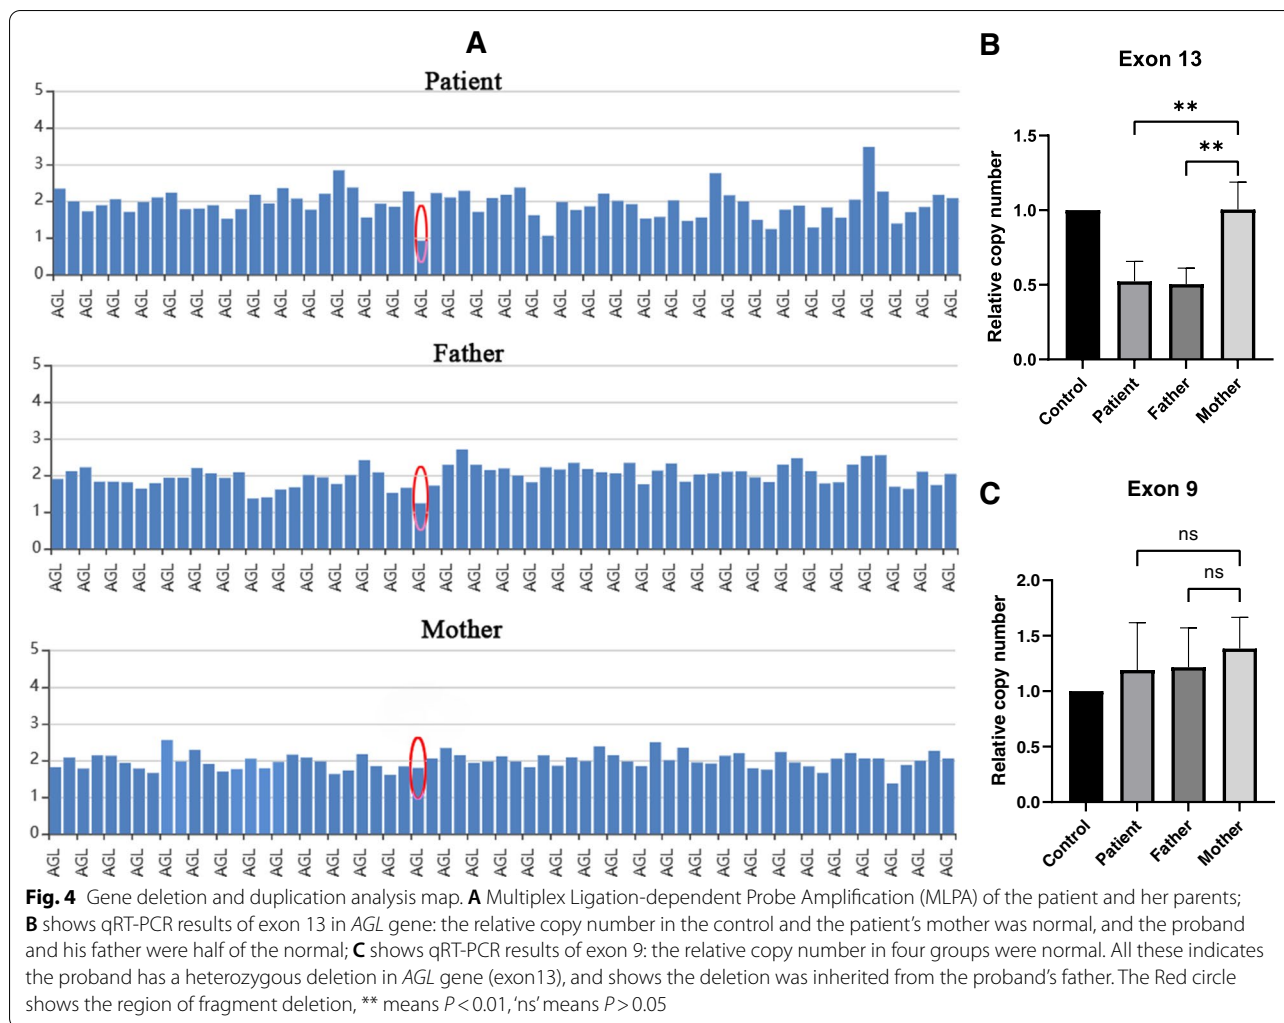 A
Patient
5
4
3
2
1
0
AGL AGL AGL AGL AGL AGL AGL AGL AGL AGL AGL AGL AGL AGL AGL AGL AGL AGL AGL AGL AGL AGL AGL AGL AGL AGL AGL AGL AGL AGL AGL AGL AGL
Father
5
4
3
2
1
0
AGL AGL AGL AGL AGL AGL AGL AGL AGL AGL AGL AGL AGL AGL AGL AGL AGL AGL AGL AGL AGL AGL AGL AGL AGL AGL AGL AGL AGL AGL AGL AGL AGL
Mother
5
4
3
2
1
0
AGL AGL AGL AGL AGL AGL AGL AGL AGL AGL AGL AGL AGL AGL AGL AGL AGL AGL AGL AGL AGL AGL AGL AGL AGL AGL AGL AGL AGL AGL AGL AGL AGL
B
Exon 13
**
**
Relative copy number
1.5
1.0
0.5
0.0
Control Patient Father Mother
C
Exon 9
ns
ns
Relative copy number
2.0
1.5
1.0
0.5
0.0
Control Patient Father Mother
Fig. 4 Gene deletion and duplication analysis map. A Multiplex Ligation-dependent Probe Amplification (MLPA) of the patient and her parents;
B shows qRT-PCR results of exon 13 in AGL gene: the relative copy number in the control and the patient's mother was normal, and the proband
and his father were half of the normal; C shows qRT-PCR results of exon 9: the relative copy number in four groups were normal. All these indicates
the proband has a heterozygous deletion in AGL gene (exon13), and shows the deletion was inherited from the proband's father. The Red circle
shows the region of fragment deletion, ** means P < 0.01, 'ns' means P > 0.05